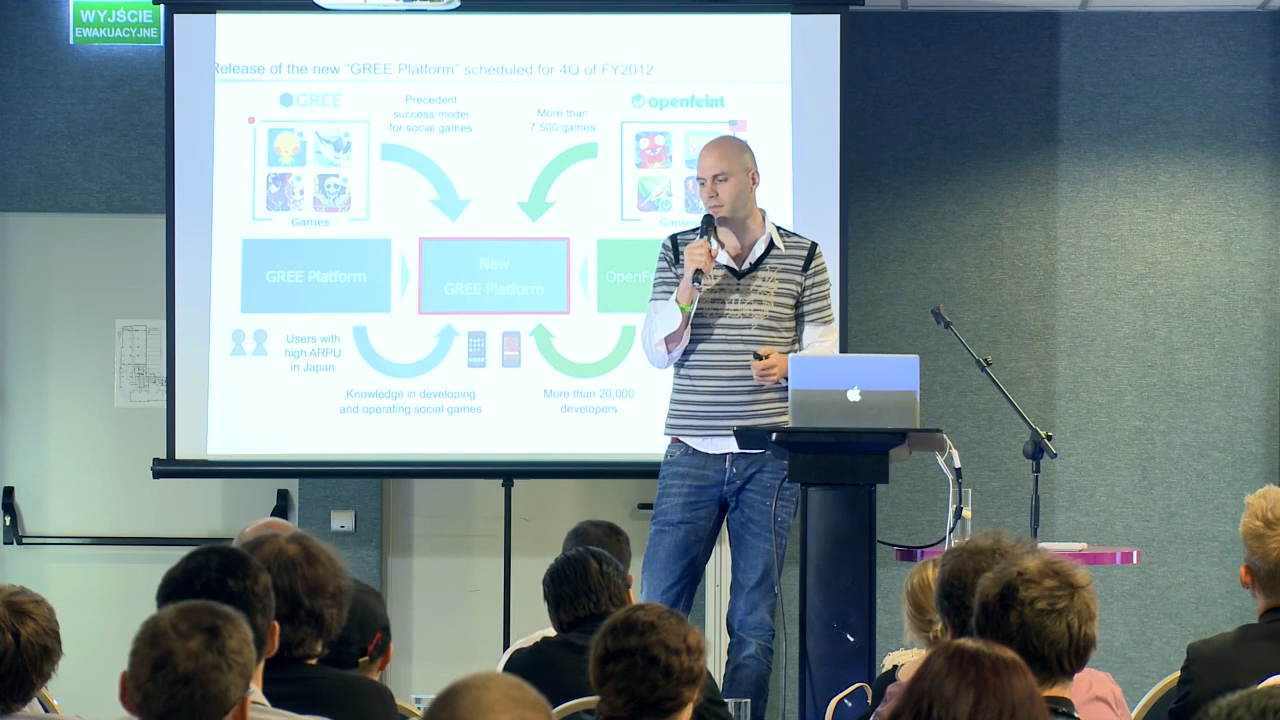 WYJŚCIE
EWAKUACYJNE
Release of the new "GREE Platform" scheduled for 4Q of FY2012
GREE
Precedent
success model
for social games
More than
7,500 games
openfeint
Games
Games
GREE Platform
New
GREE Platform
Users with
high ARPU
in Japan
Knowledge in developing
and operating social games
More than 20,000
developers